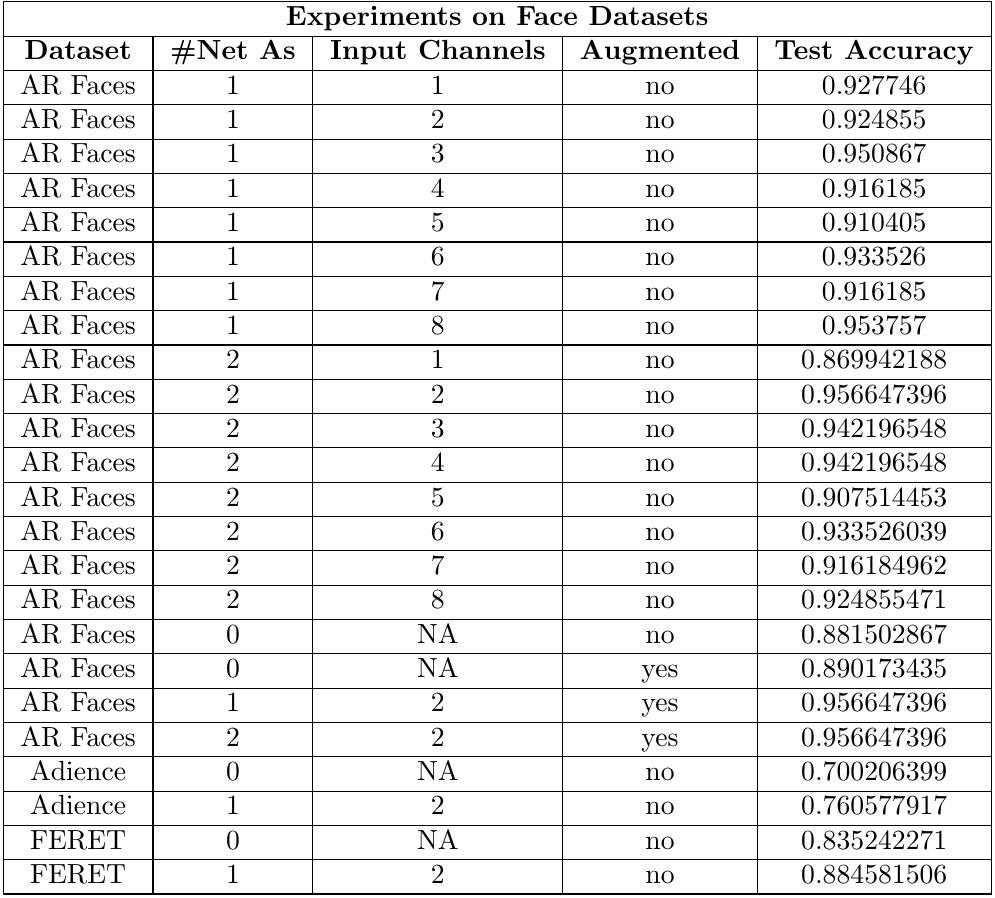 Experiments on Face Datasets
Dataset #Net As Input Channels Augmented Test Accuracy
AR Faces 1 1 no 0.927746
AR Faces 1 2 no 0.924855
AR Faces 1 3 no 0.950867
AR Faces 1 4 no 0.916185
AR Faces 1 5 no 0.910405
AR Faces 1 6 no 0.933526
AR Faces 1 7 no 0.916185
AR Faces 1 8 no 0.953757
AR Faces 2 1 no 0.869942188
AR Faces 2 2 no 0.956647396
AR Faces 2 3 no 0.942196548
AR Faces 2 4 no 0.942196548
AR Faces 2 5 no 0.907514453
AR Faces 2 6 no 0.933526039
AR Faces 2 7 no 0.916184962
AR Faces 2 8 no 0.924855471
AR Faces 0 NA no 0.881502867
AR Faces 0 NA yes 0.890173435
AR Faces 1 2 yes 0.956647396
AR Faces 2 2 yes 0.956647396
Adience 0 NA no 0.700206399
Adience 1 2 no 0.760577917
FERET 0 NA no 0.835242271
FERET 1 2 no 0.884581506